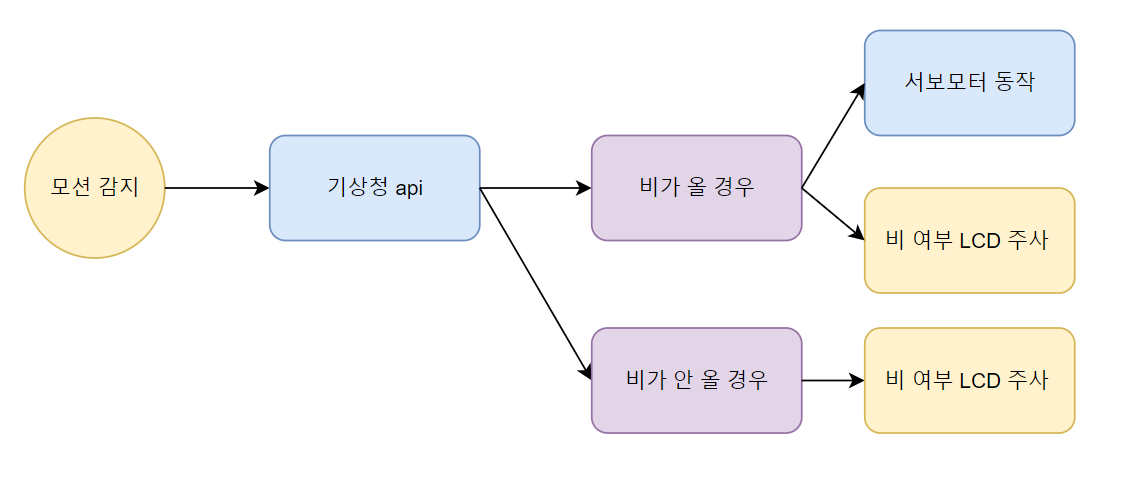 모션 감지
기상청 api
비가 올 경우
서보모터 동작
비 여부 LCD 주사
비가 안 올 경우
비 여부 LCD 주사